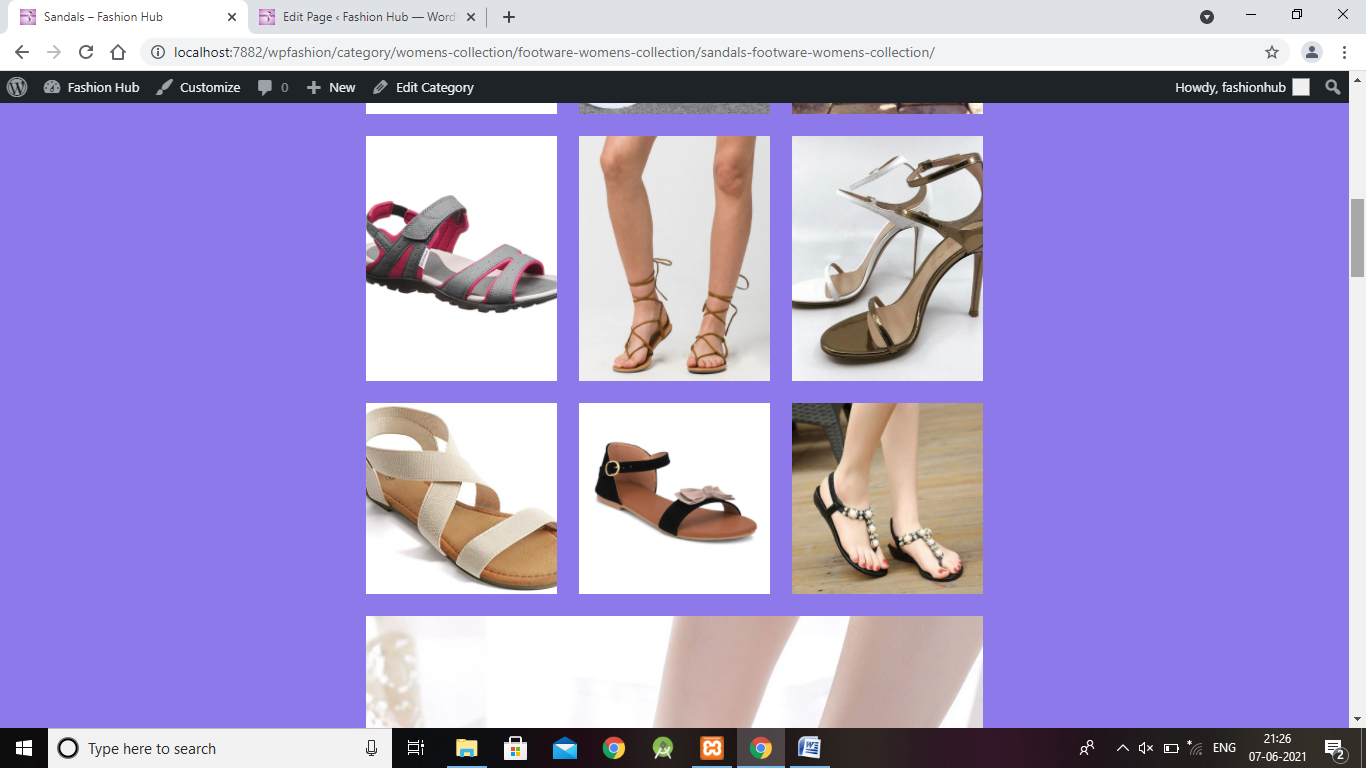 Sandals – Fashion Hub
Edit Page ‹ Fashion Hub — Word
localhost:7882/wpfashion/category/womens-collection/footware-womens-collection/sandals-footware-womens-collection/
Fashion Hub
Customize
0
New
Edit Category
Howdy, fashionhub
Type here to search
ENG
21:26
07-06-2021
2